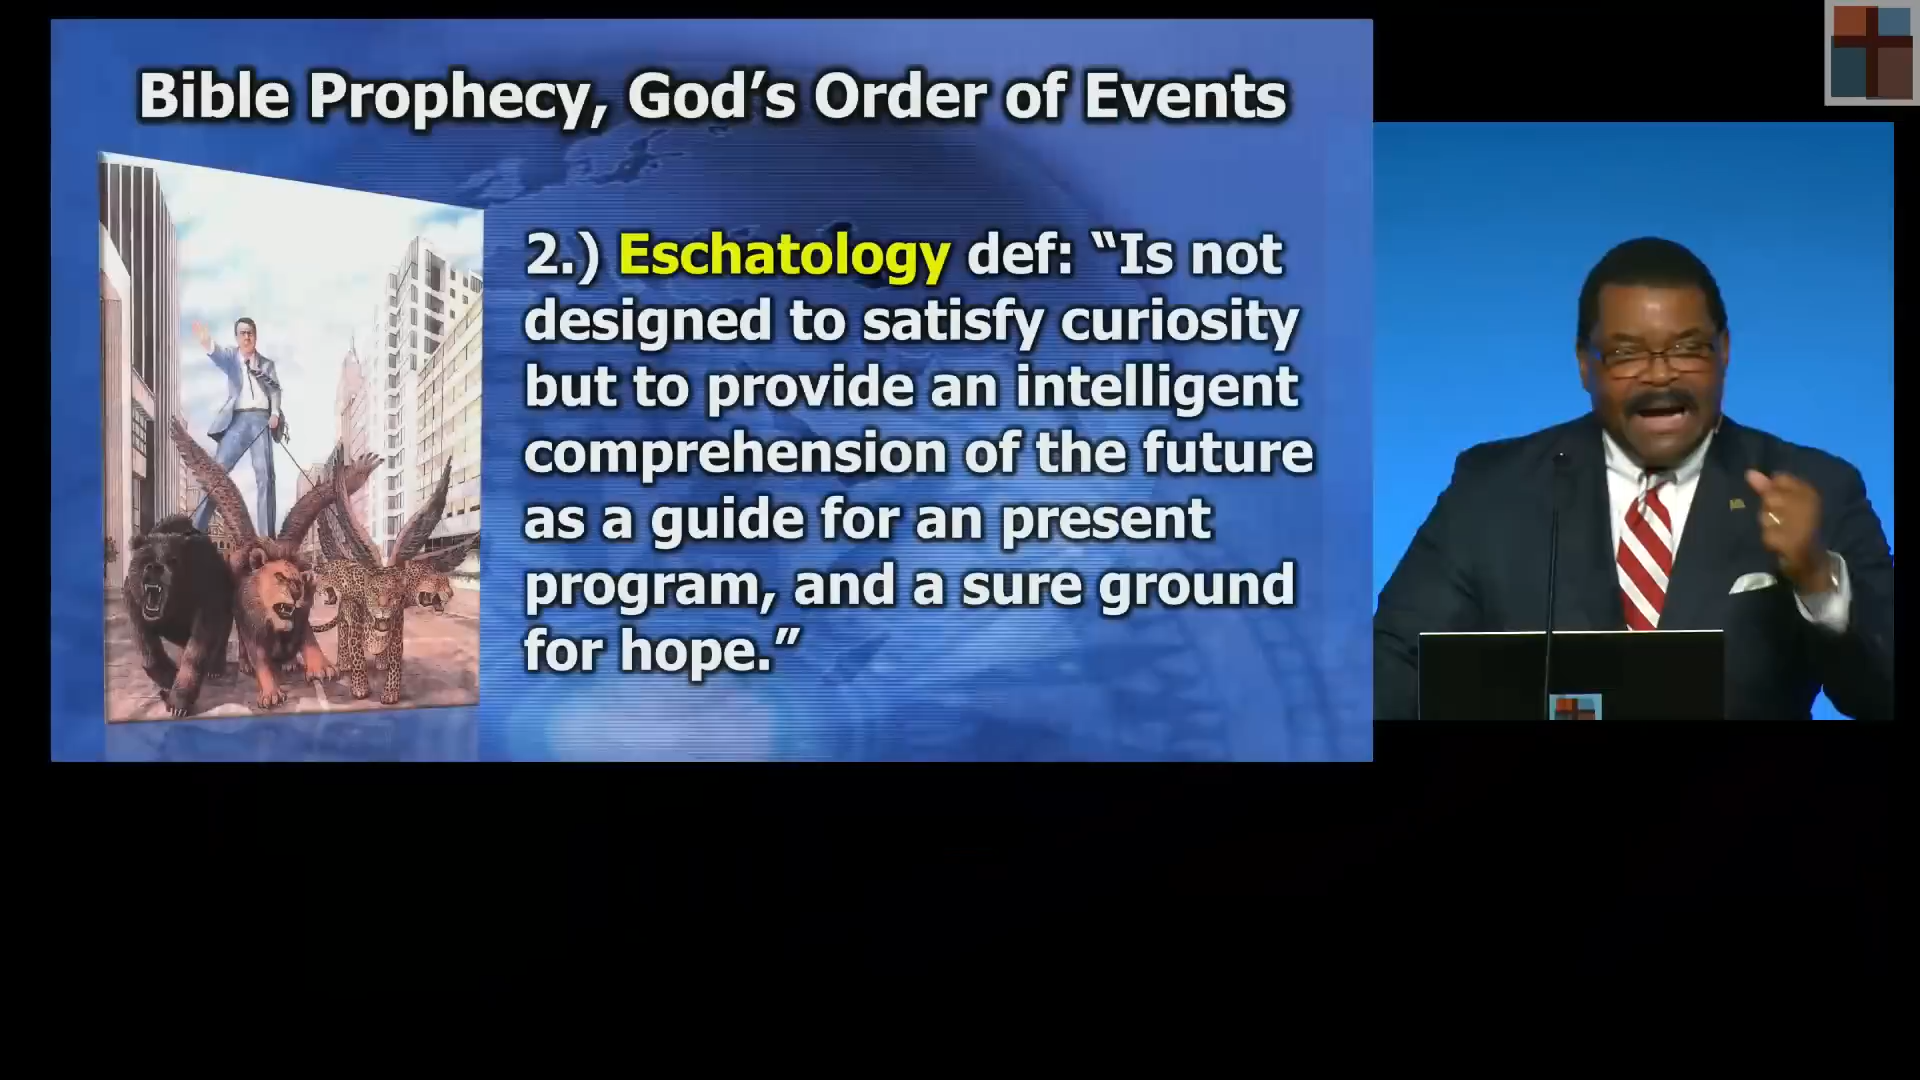 Bible Prophecy, God’s Order of Events
2.) Eschatology def: “Is not
designed to satisfy curiosity
but to provide an intelligent
comprehension of the future
as a guide for an present
program, and a sure ground
for hope.”